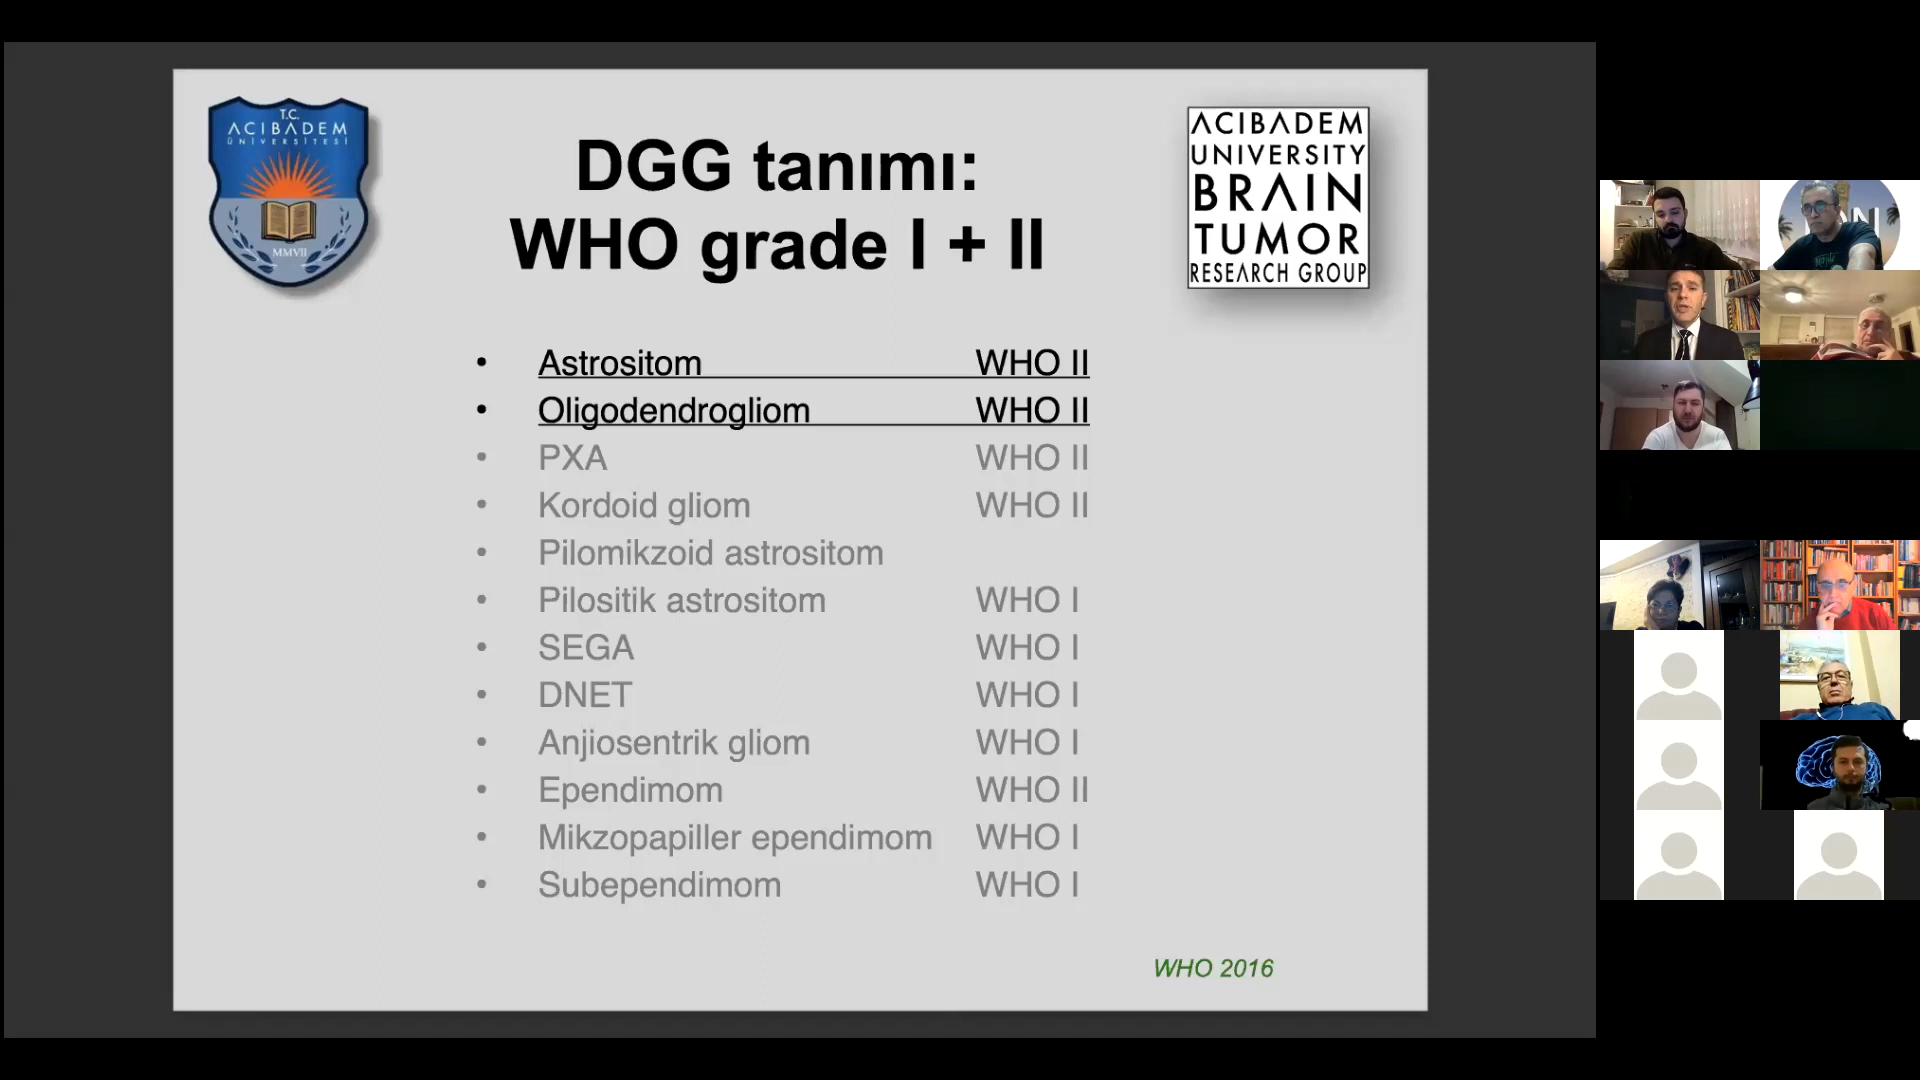 T.C.
ACIBADEM
ÜNİVERSİTESİ
MMVII
DGG tanımı:
WHO grade I + II
ACIBADEM
UNIVERSITY
BRAIN
TUMOR
RESEARCH GROUP
• Astrositom WHO II
• Oligodendrogliom WHO II
• PXA WHO II
• Kordoid gliom WHO II
• Pilomikzoid astrositom
• Pilositik astrositom WHO I
• SEGA WHO I
• DNET WHO I
• Anjiosentrik gliom WHO I
• Ependimom WHO II
• Mikzopapiller ependimom WHO I
• Subependimom WHO I
WHO 2016